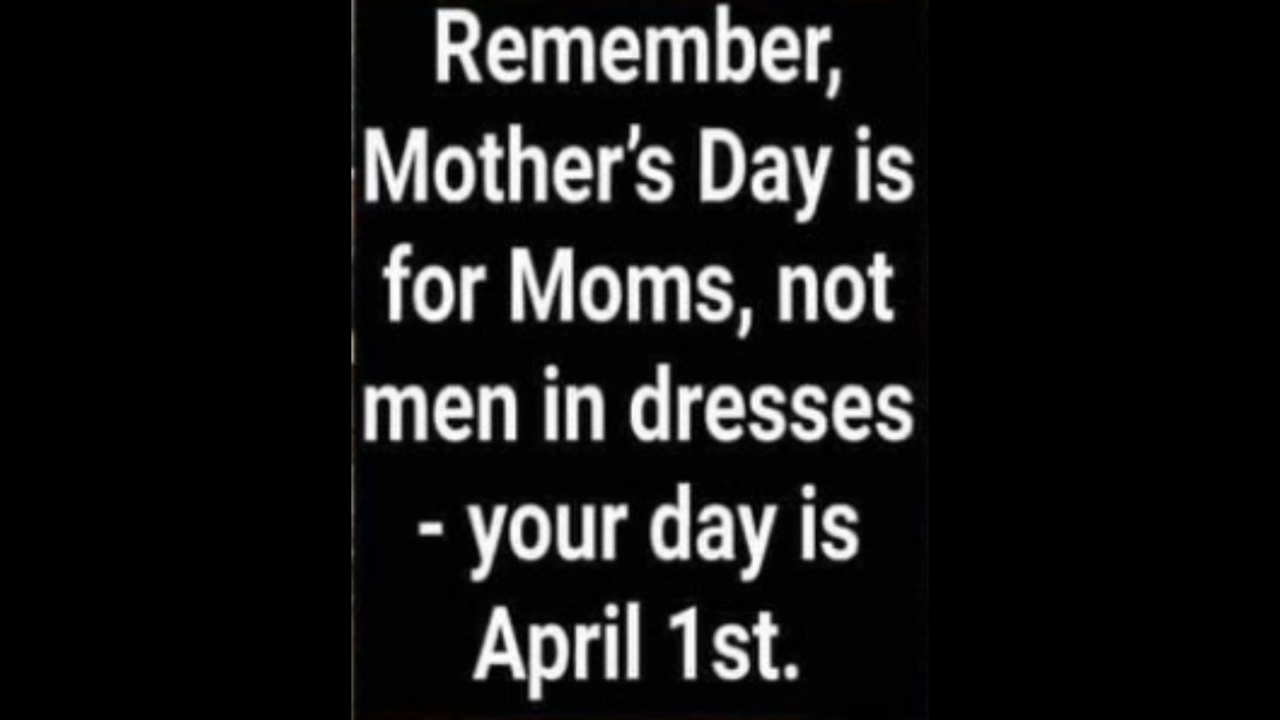 Remember,
Mother’s Day is
for Moms, not
men in dresses
- your day is
April 1st.